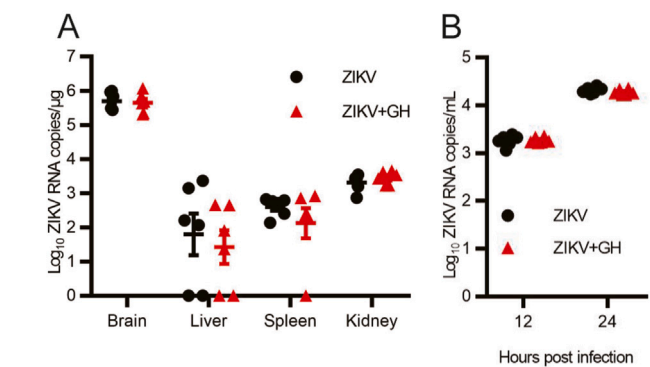 A
Log10 ZIKV RNA copies/μg
7
6
5
4
3
2
1
0
ZIKV
ZIKV+GH
Brain Liver Spleen Kidney
B
Log10 ZIKV RNA copies/mL
5
4
3
2
1
0
ZIKV
ZIKV+GH
12 24
Hours post infection